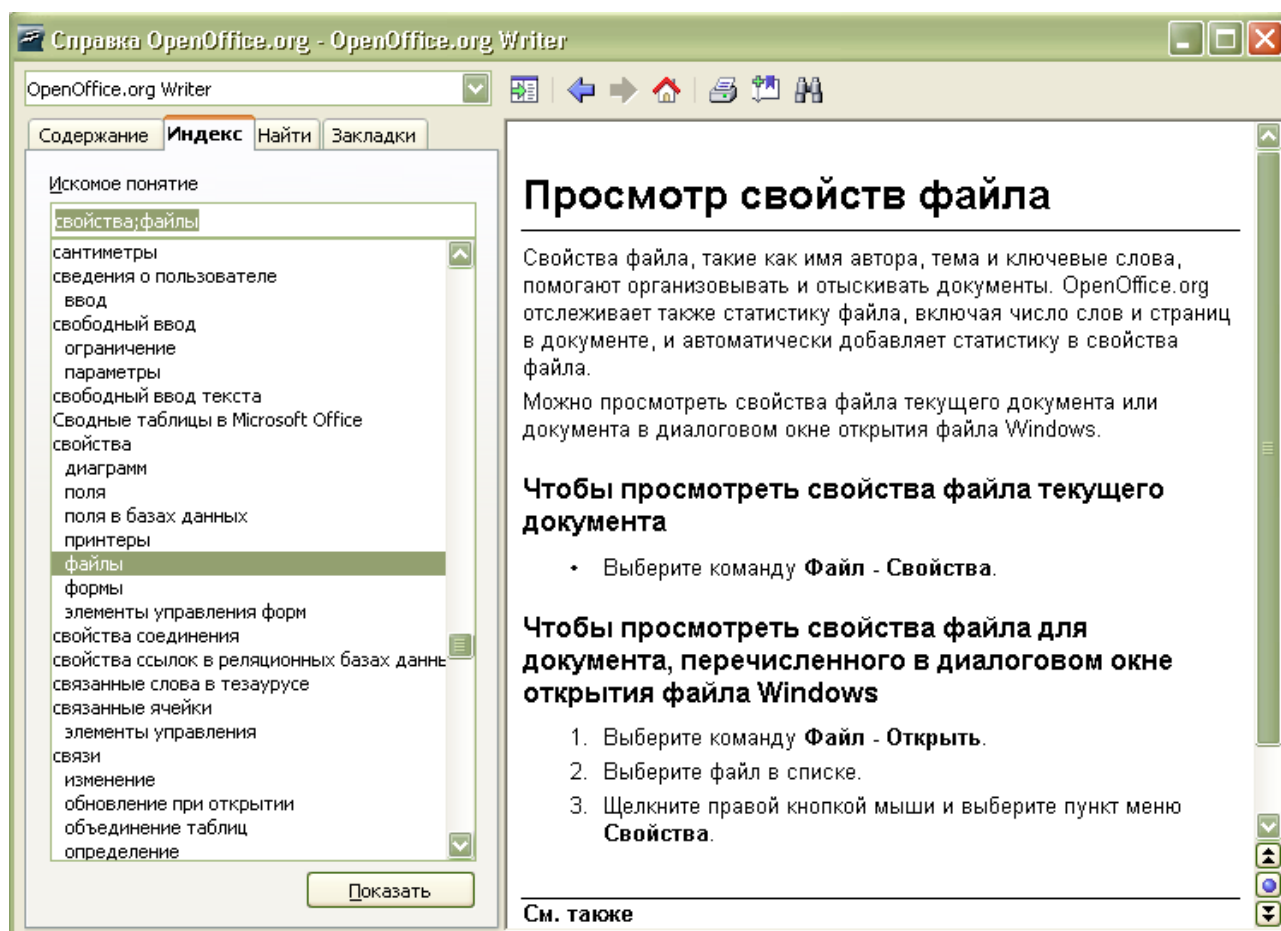 Справка OpenOffice.org - OpenOffice.org Writer
OpenOffice.org Writer
Содержание Индекс Найти Закладки
Искомое понятие
свойства;файлы
сантиметры
сведения о пользователе
ввод
свободный ввод
ограничение
параметры
свободный ввод текста
Сводные таблицы в Microsoft Office
свойства
диаграмм
поля
поля в базах данных
принтеры
файлы
формы
элементы управления форм
свойства соединения
свойства ссылок в реляционных базах данны
связанные слова в тезаурусе
связанные ячейки
элементы управления
связи
изменение
обновление при открытии
объединение таблиц
определение
Показать
Просмотр свойств файла
Свойства файла, такие как имя автора, тема и ключевые слова,
помогают организовывать и отыскивать документы. OpenOffice.org
отслеживает также статистику файла, включая число слов и страниц
в документе, и автоматически добавляет статистику в свойства
файла.
Можно просмотреть свойства файла текущего документа или
документа в диалоговом окне открытия файла Windows.
Чтобы просмотреть свойства файла текущего
документа
• Выберите команду Файл - Свойства.
Чтобы просмотреть свойства файла для
документа, перечисленного в диалоговом окне
открытия файла Windows
1. Выберите команду Файл - Открыть.
2. Выберите файл в списке.
3. Щелкните правой кнопкой мыши и выберите пункт меню
Свойства.
См. также